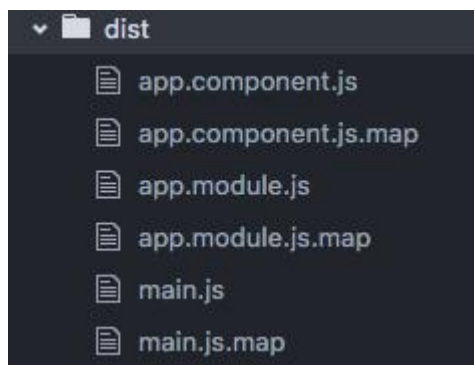 dist
app.component.js
app.component.js.map
app.module.js
app.module.js.map
main.js
main.js.map